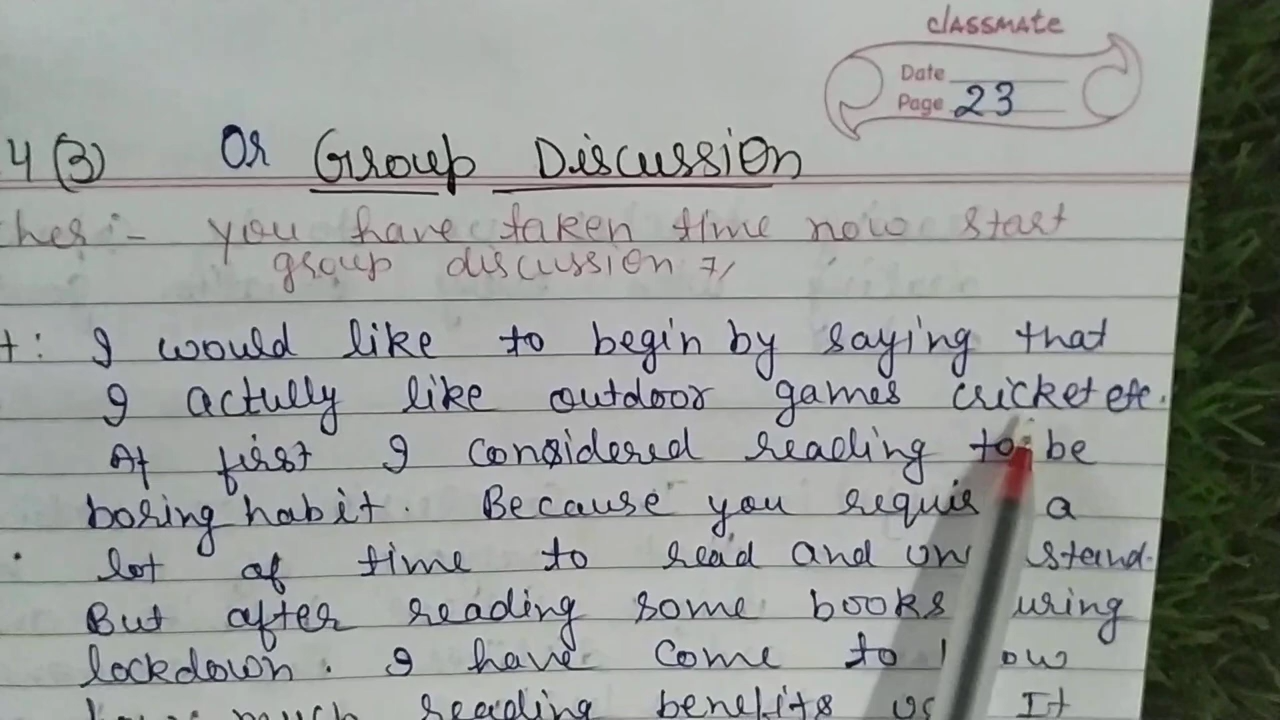 classmate
Date
Page 23
4 (3) Or Group Discussion
cher:- you have taken time now start
group discussion
t: I would like to begin by saying that
I actully like outdoor games cricket etc.
At first I considered reading to be
boring habit. Because you requir a
lot of time to read and un stand.
But after reading some books uring
lockdown. I have come to ow
much reading benefits us It